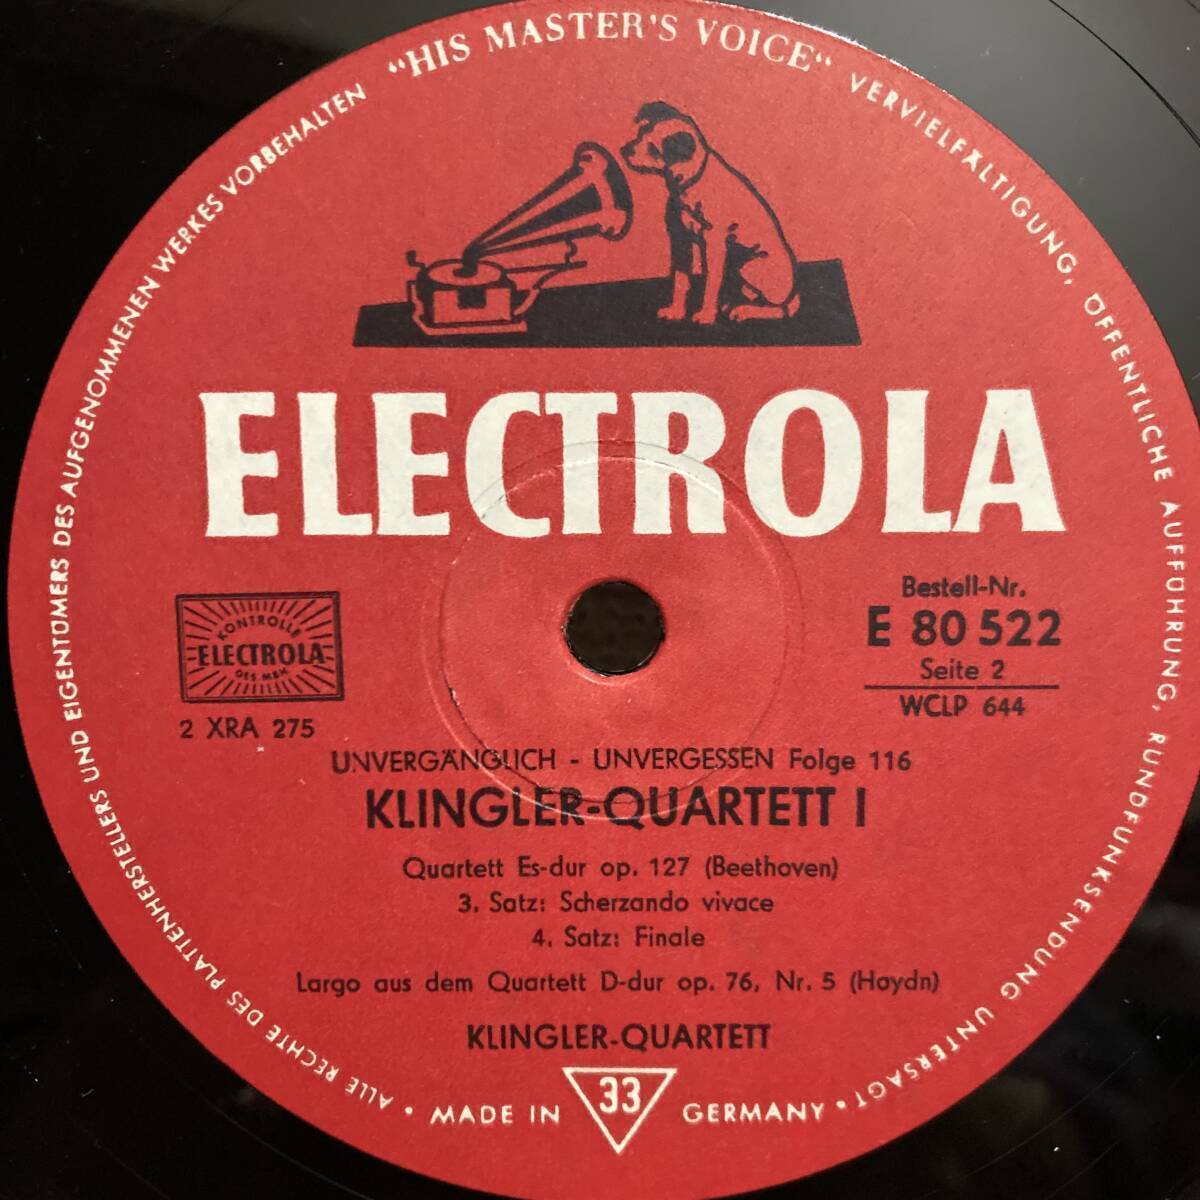 “HIS MASTER'S VOICE“
VERVIELFÄLTIGUNG, ÖFFENTLICHE AUFFÜHRUNG, RUNDFUNKSENDUNG UNTERSAGT •
• ALLE RECHTE DES PLATTENHERSTELLERS UND EIGENTÜMERS DES AUFGENOMMENEN WERKES VORBEHALTEN
ELECTROLA
KONTROLLE
ELECTROLA
GES. M.B.H.
2 XRA 275
Bestell-Nr.
E 80 522
Seite 2
WCLP 644
UNVERGÄNGLICH - UNVERGESSEN Folge 116
KLINGLER-QUARTETT I
Quartett Es-dur op. 127 (Beethoven)
3. Satz: Scherzando vivace
4. Satz: Finale
Largo aus dem Quartett D-dur op. 76, Nr. 5 (Haydn)
KLINGLER-QUARTETT
MADE IN 33 GERMANY